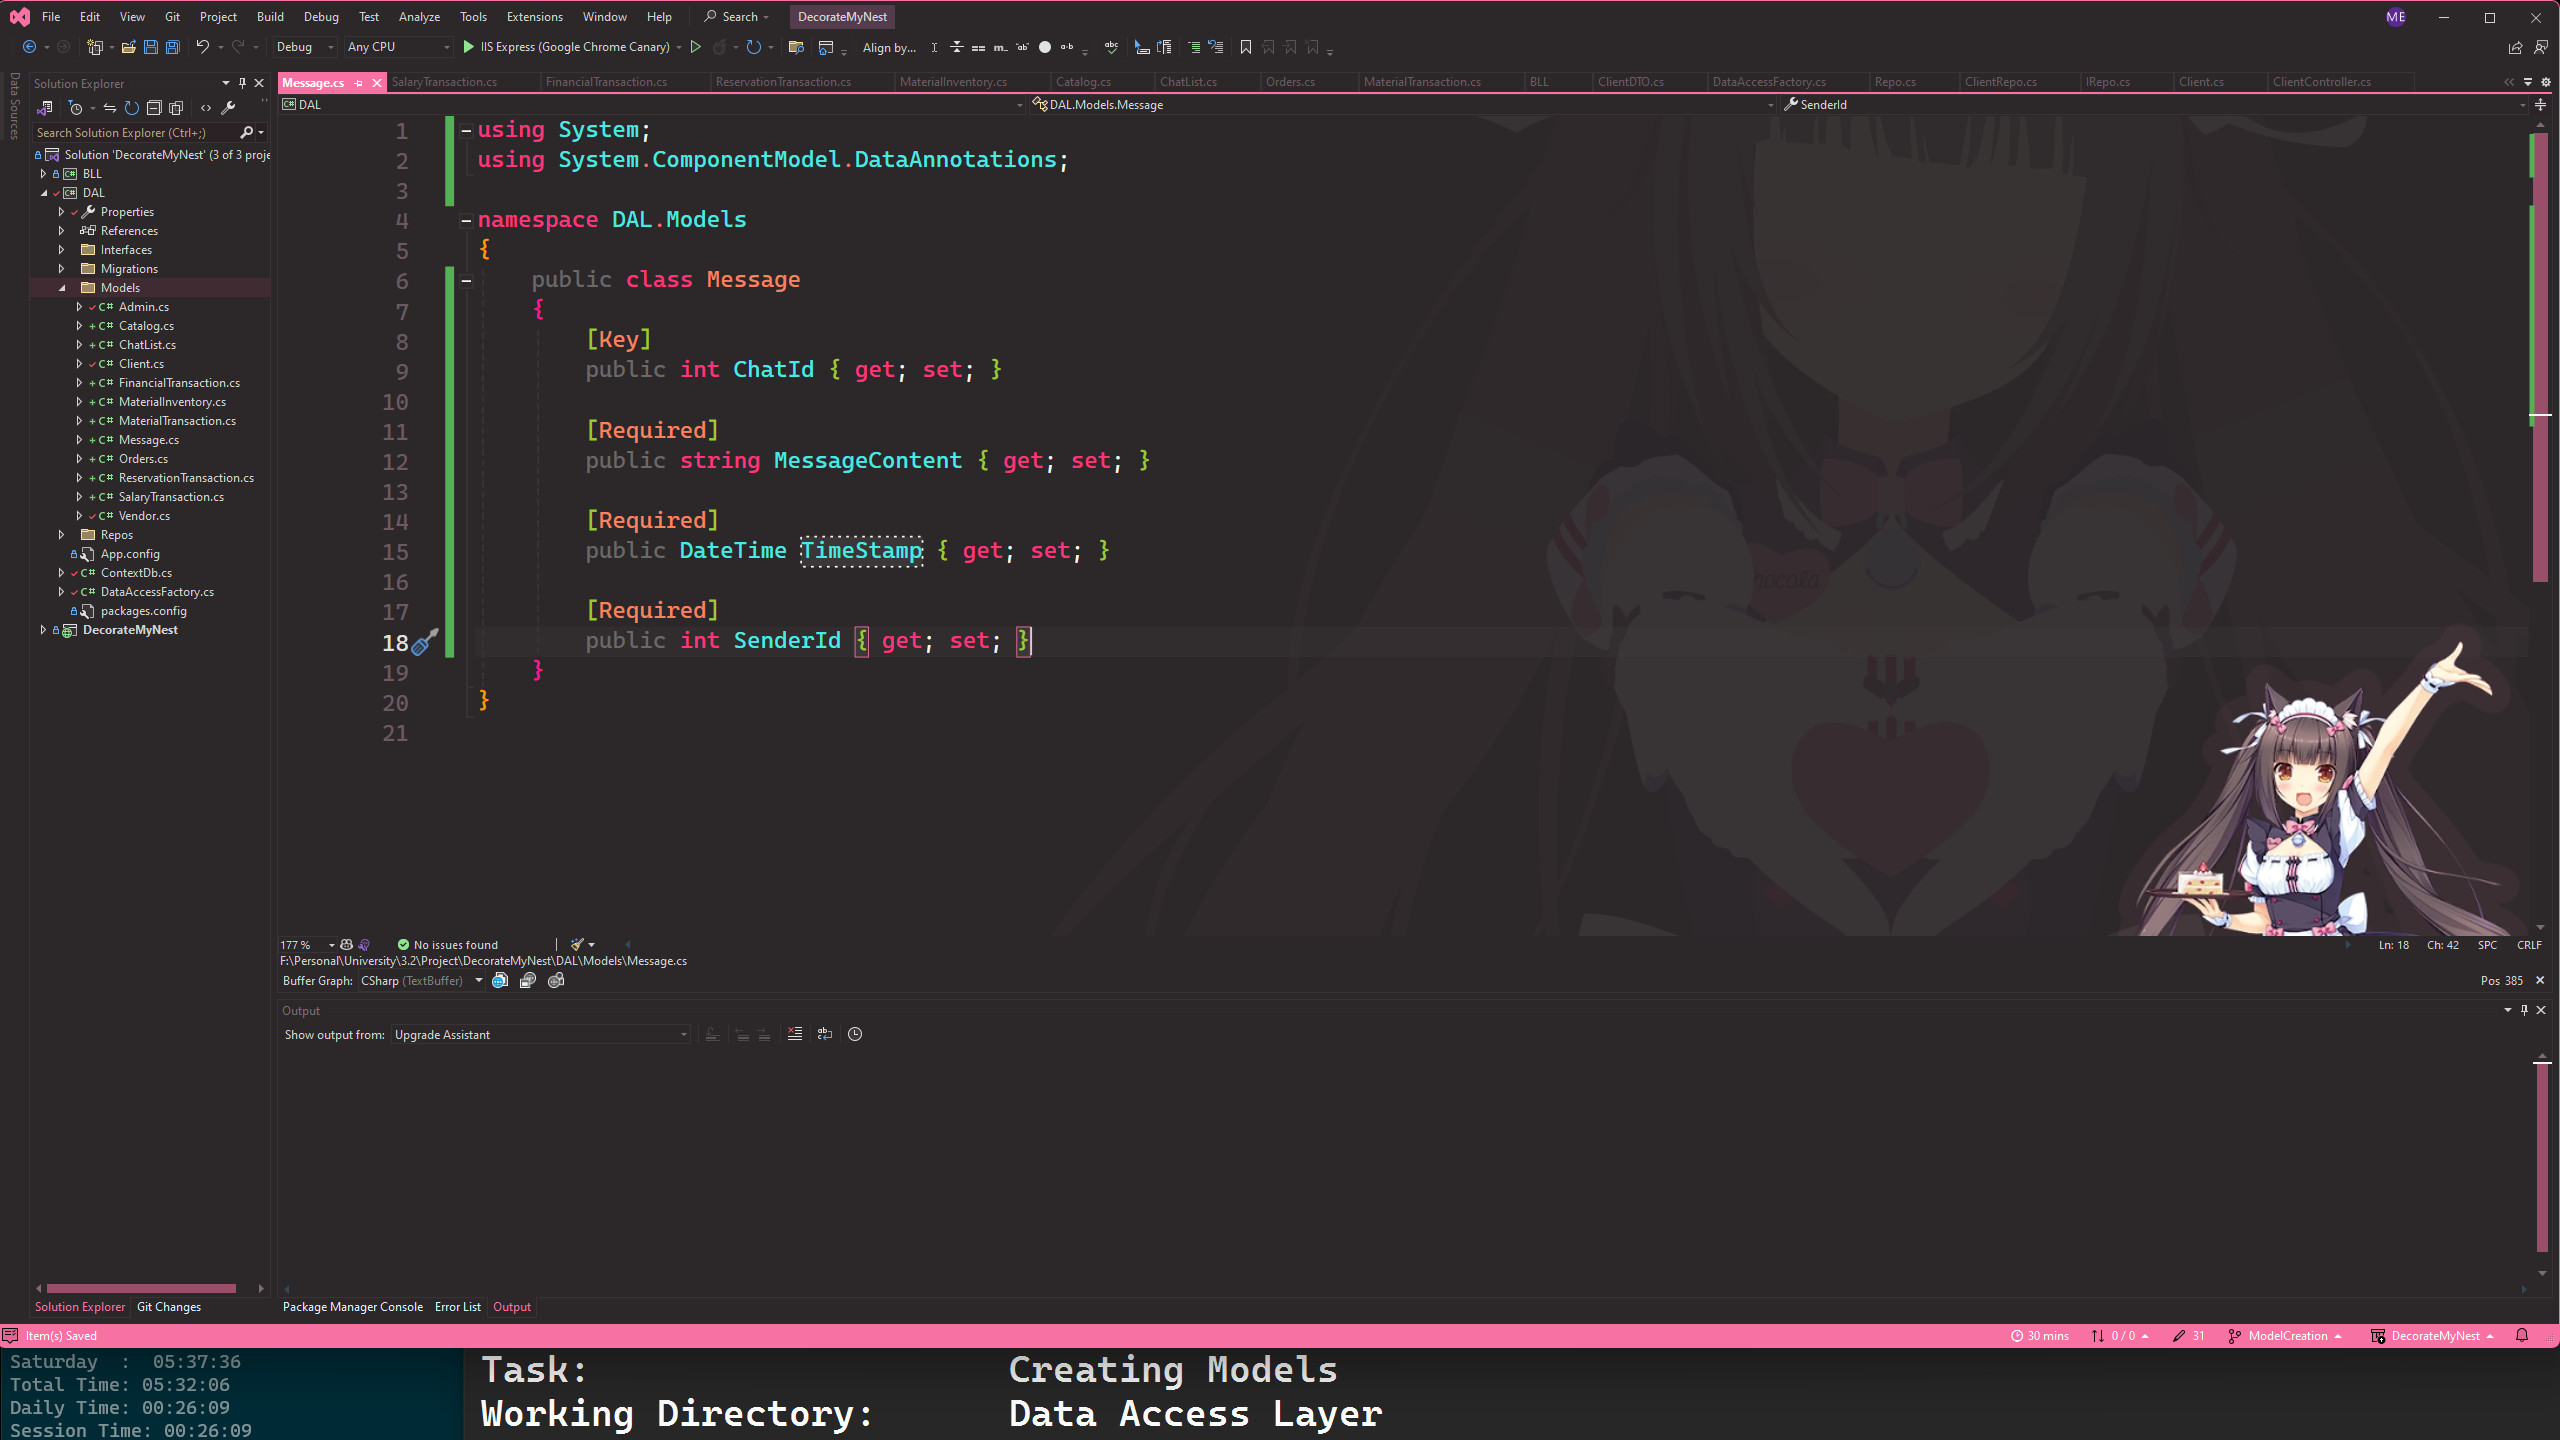 File Edit View Git Project Build Debug Test Analyze Tools Extensions Window Help Search DecorateMyNest ME
Debug Any CPU IIS Express (Google Chrome Canary) Align by...
Data Sources
Solution Explorer
Search Solution Explorer (Ctrl+;)
Solution 'DecorateMyNest' (3 of 3 proje
BLL
DAL
Properties
References
Interfaces
Migrations
Models
Admin.cs
Catalog.cs
ChatList.cs
Client.cs
FinancialTransaction.cs
MaterialInventory.cs
MaterialTransaction.cs
Message.cs
Orders.cs
ReservationTransaction.cs
SalaryTransaction.cs
Vendor.cs
Repos
App.config
ContextDb.cs
DataAccessFactory.cs
packages.config
DecorateMyNest
Solution Explorer Git Changes
Message.cs SalaryTransaction.cs FinancialTransaction.cs ReservationTransaction.cs MaterialInventory.cs Catalog.cs ChatList.cs Orders.cs MaterialTransaction.cs BLL ClientDTO.cs DataAccessFactory.cs Repo.cs ClientRepo.cs IRepo.cs Client.cs ClientController.cs
DAL DAL.Models.Message SenderId
1 using System;
2 using System.ComponentModel.DataAnnotations;
3
4 namespace DAL.Models
5 {
6 public class Message
7 {
8 [Key]
9 public int ChatId { get; set; }
10
11 [Required]
12 public string MessageContent { get; set; }
13
14 [Required]
15 public DateTime TimeStamp { get; set; }
16
17 [Required]
18 public int SenderId { get; set; }
19 }
20 }
21
177 % No issues found Ln: 18 Ch: 42 SPC CRLF
F:\Personal\University\3.2\Project\DecorateMyNest\DAL\Models\Message.cs
Buffer Graph: CSharp (TextBuffer) Pos 385
Output
Show output from: Upgrade Assistant
Package Manager Console Error List Output
Item(s) Saved 30 mins 0 / 0 31 ModelCreation DecorateMyNest
Saturday : 05:37:36
Total Time: 05:32:06
Daily Time: 00:26:09
Session Time: 00:26:09
Task: Creating Models
Working Directory: Data Access Layer